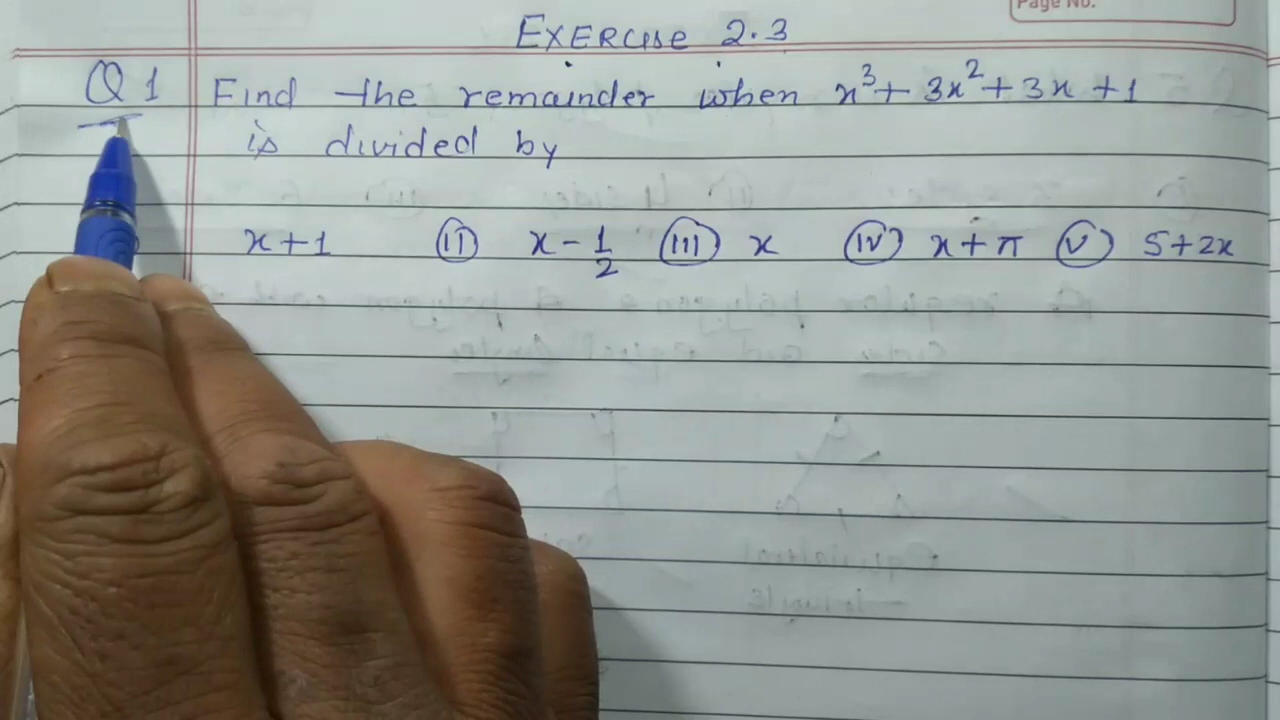 Page No.
EXERCISE 2.3
Q 1 Find the remainder when x³ + 3x² + 3x + 1
is divided by
x + 1 (ii) x - 1/2 (iii) x (iv) x + π (v) 5 + 2x